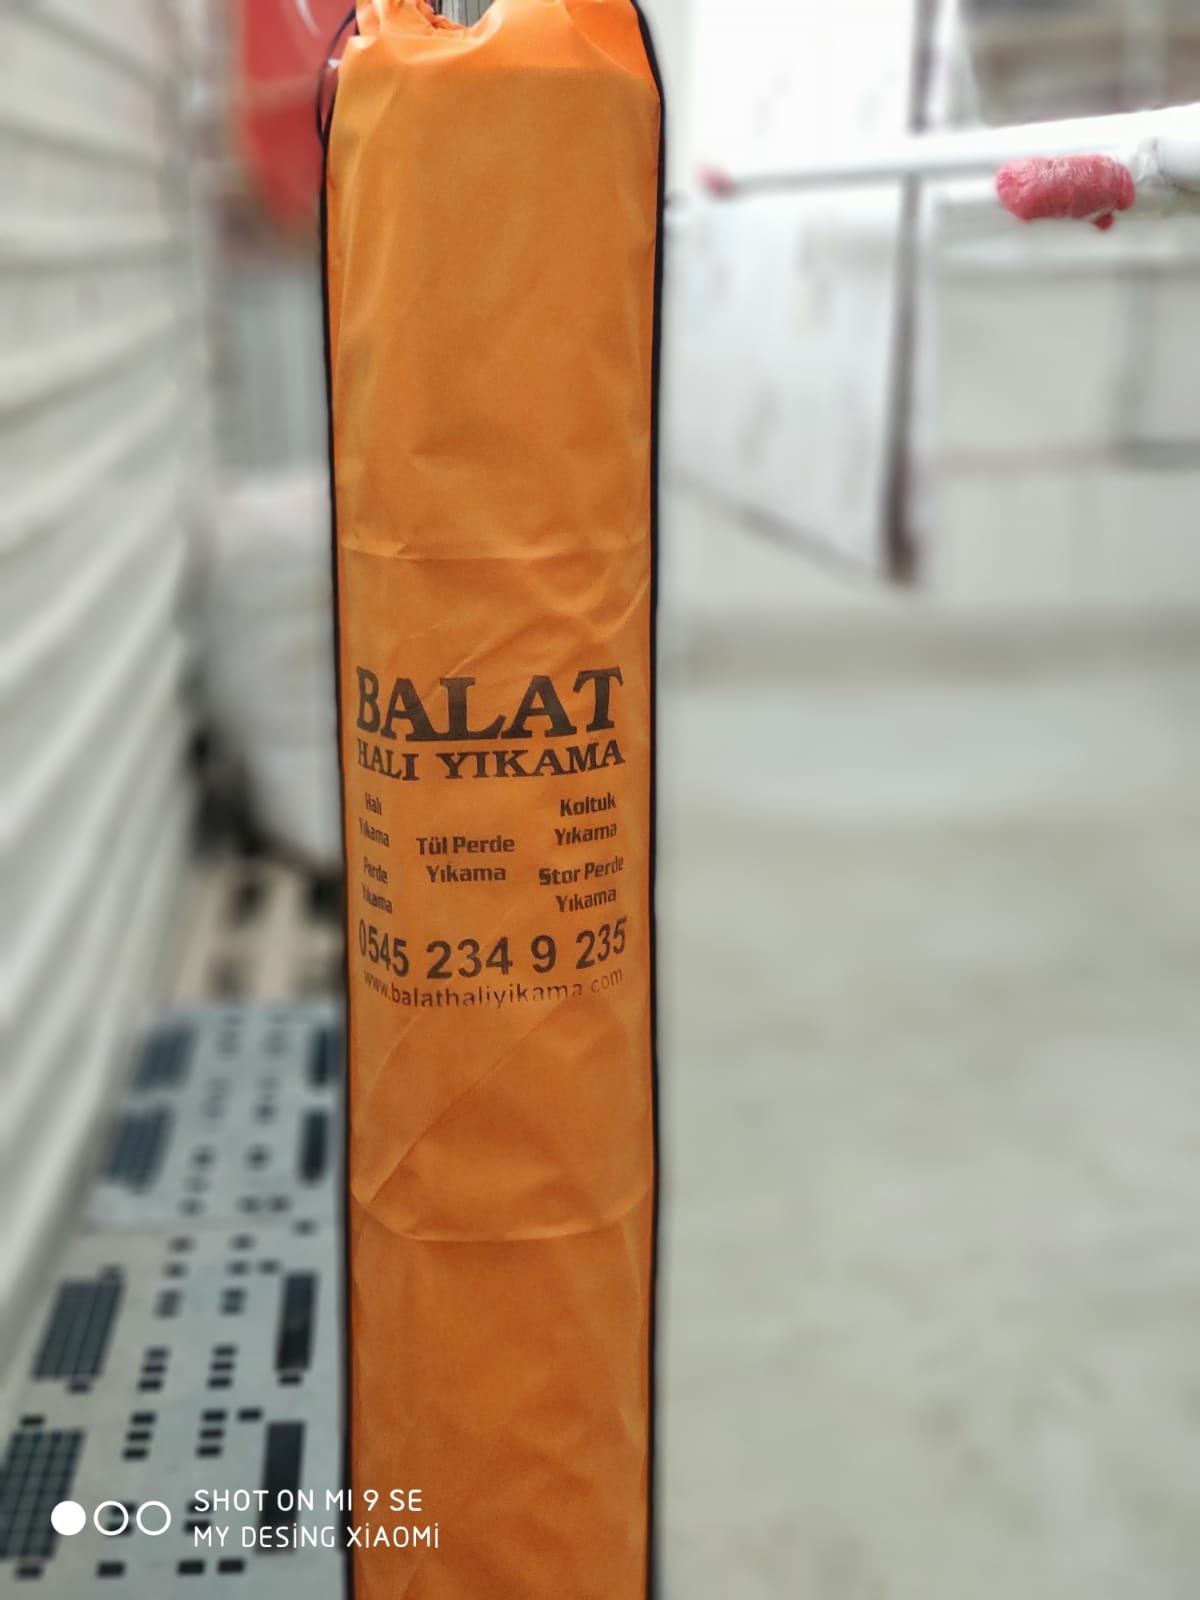 BALAT
HALI YIKAMA
Halı
Yıkama
Perde
Yıkama
Tül Perde
Yıkama
Koltuk
Yıkama
Stor Perde
Yıkama
0545 234 9 235
www.balathaliyikama.com
SHOT ON MI 9 SE
MY DESİNG XİAOMİ